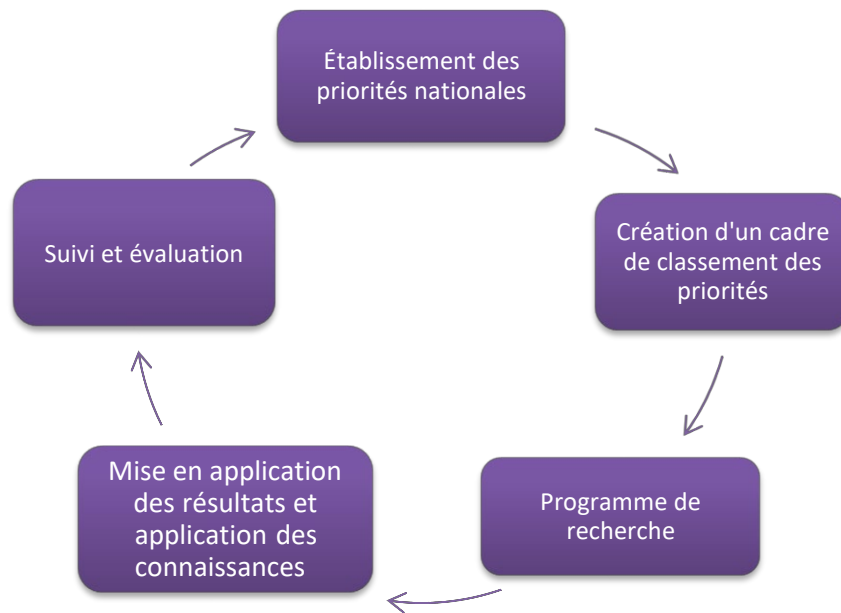 Établissement des
priorités nationales
Création d'un cadre
de classement des
priorités
Programme de
recherche
Mise en application
des résultats et
application des
connaissances
Suivi et évaluation